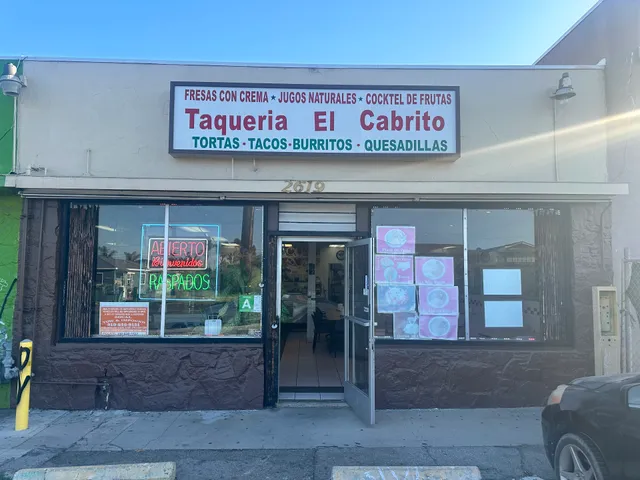 FRESAS CON CREMA ★ JUGOS NATURALES ★ COCKTEL DE FRUTAS
Taqueria El Cabrito
TORTAS · TACOS · BURRITOS · QUESADILLAS
2619
ABIERTO
Bienvenidos
RASPADOS
A